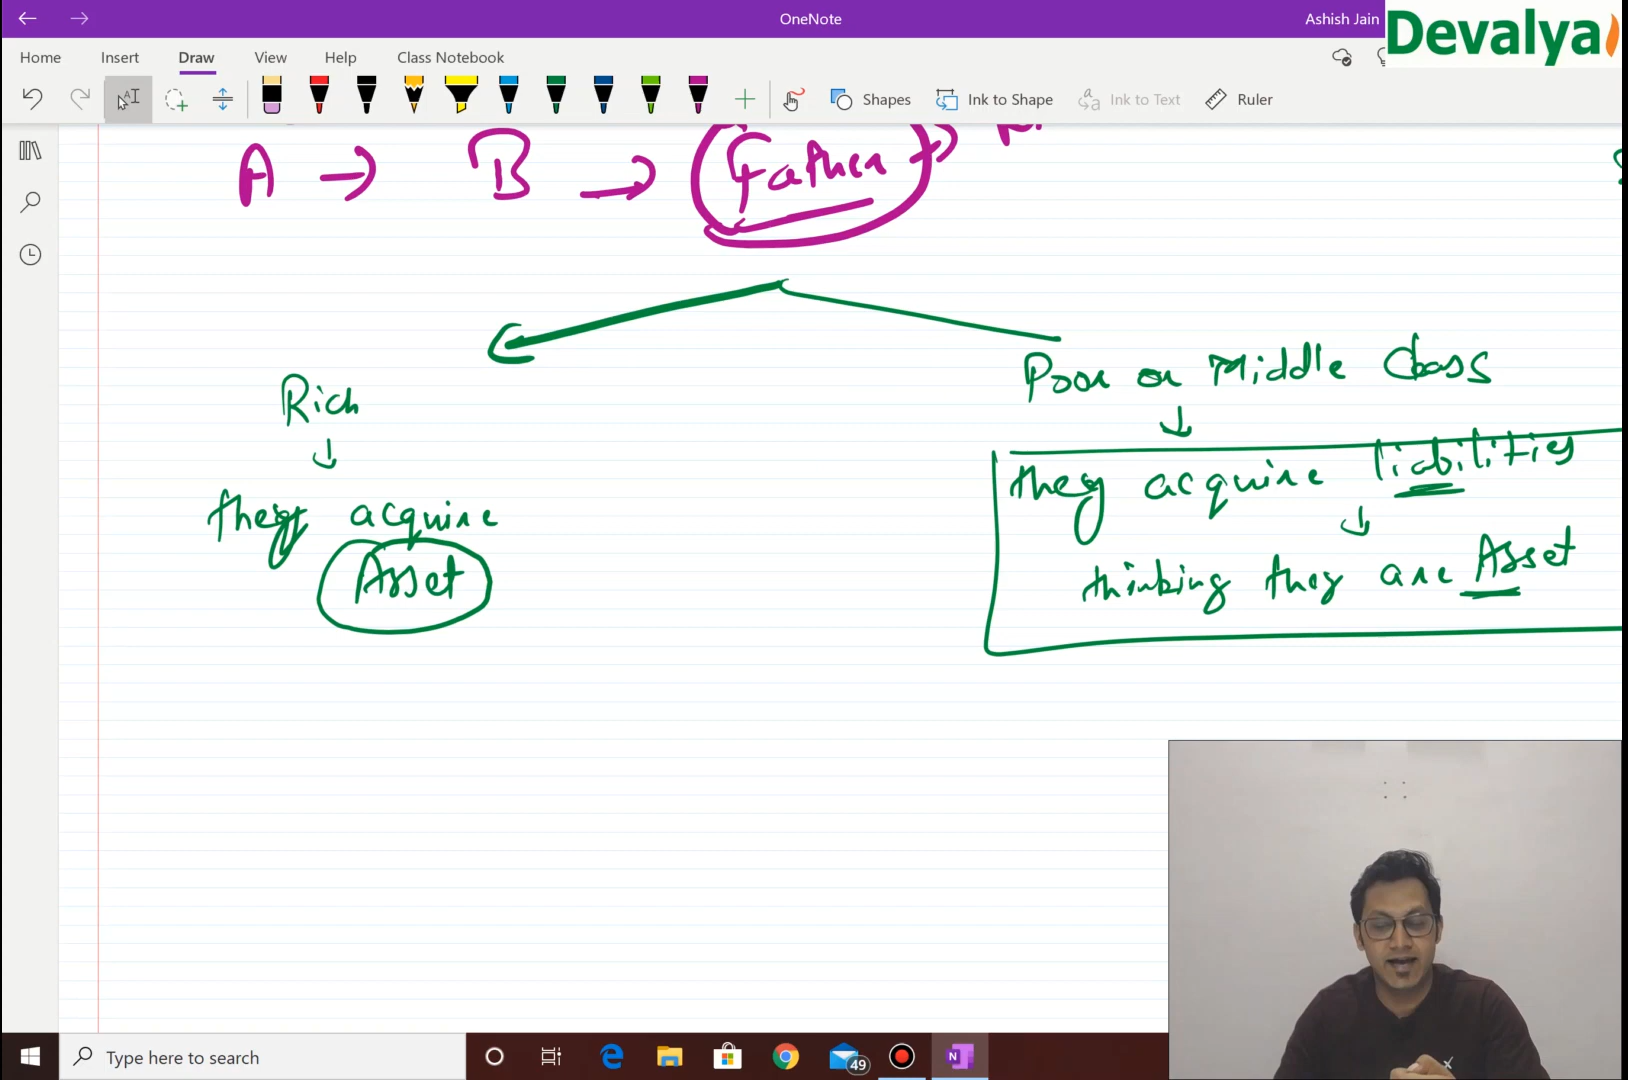 OneNote
Ashish Jain
Devalya
Home Insert Draw View Help Class Notebook
Shapes Ink to Shape Ink to Text Ruler
A → B → Father →
Rich
↓
they acquire
Asset
Poor or Middle Class
↓
they acquire liabilities
↓
thinking they are Asset
Type here to search
49